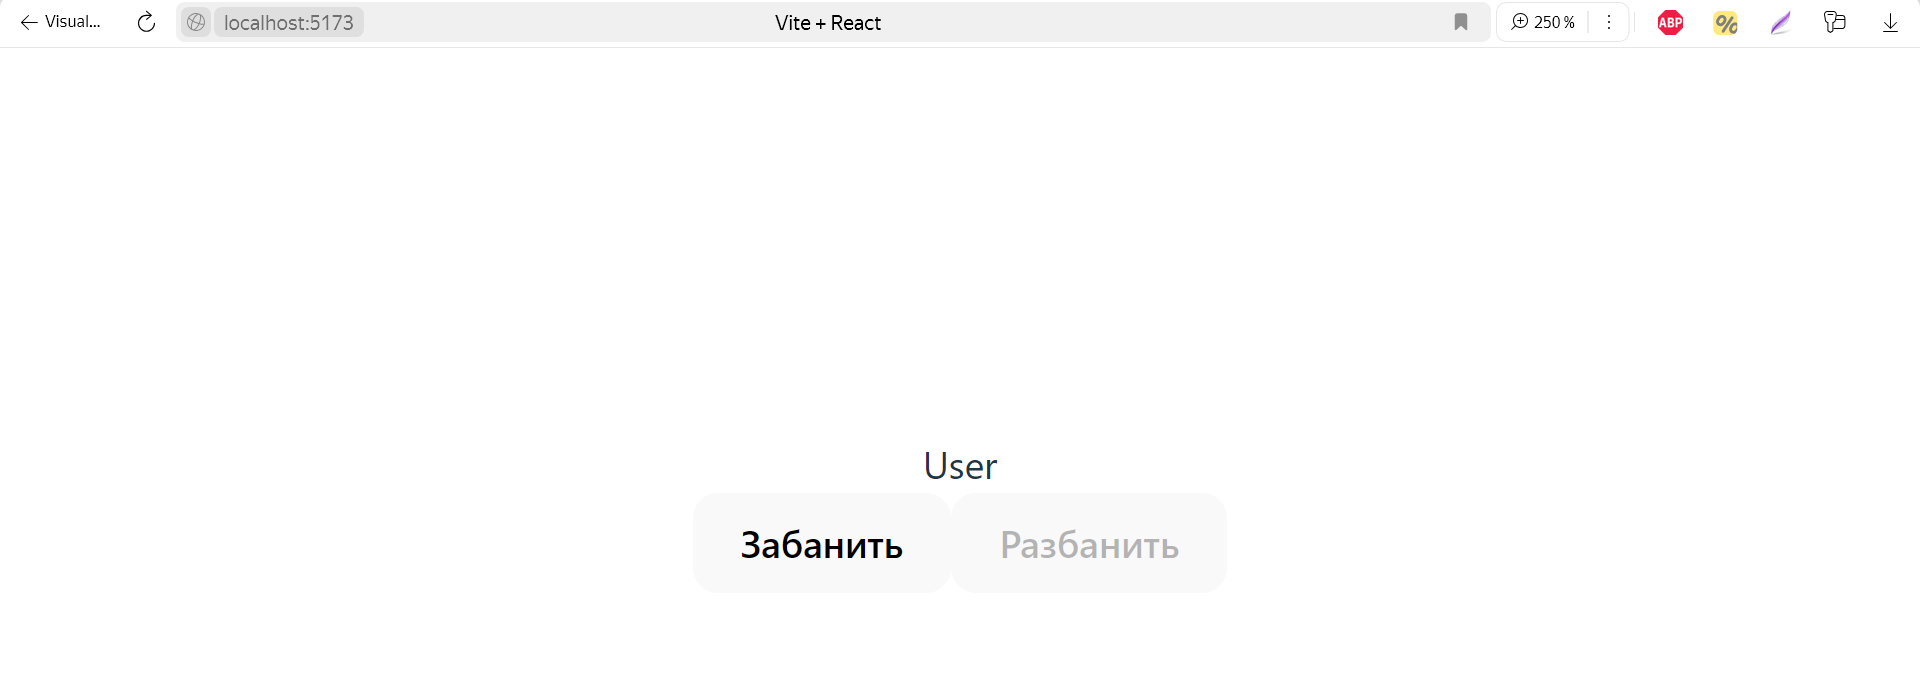 Visual...
localhost:5173
Vite + React
250 %
ABP
%
User
Забанить
Разбанить